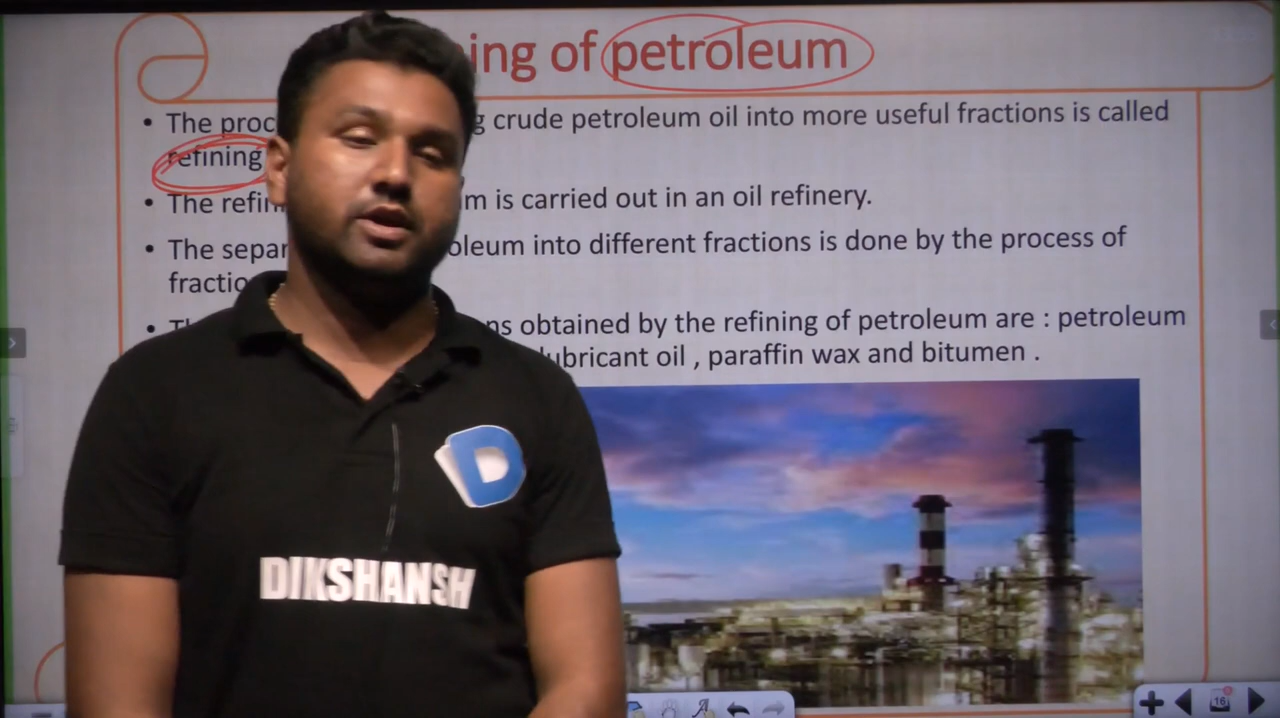 ing of petroleum
• The proc g crude petroleum oil into more useful fractions is called
refining
• The refin m is carried out in an oil refinery.
• The separ oleum into different fractions is done by the process of
fractio
• Th ns obtained by the refining of petroleum are : petroleum
lubricant oil , paraffin wax and bitumen .
D
DIKSHANSH
16